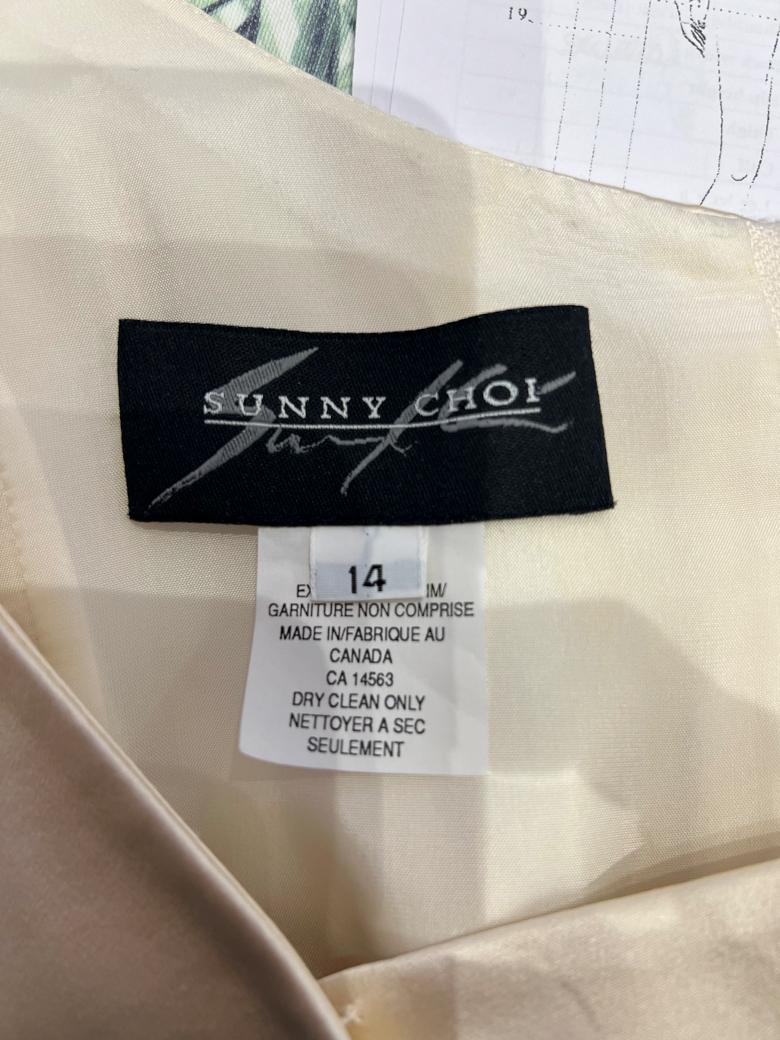 19
SUNNY CHOI
14
GARNITURE NON COMPRISE
MADE IN/FABRIQUE AU
CANADA
CA 14563
DRY CLEAN ONLY
NETTOYER A SEC
SEULEMENT